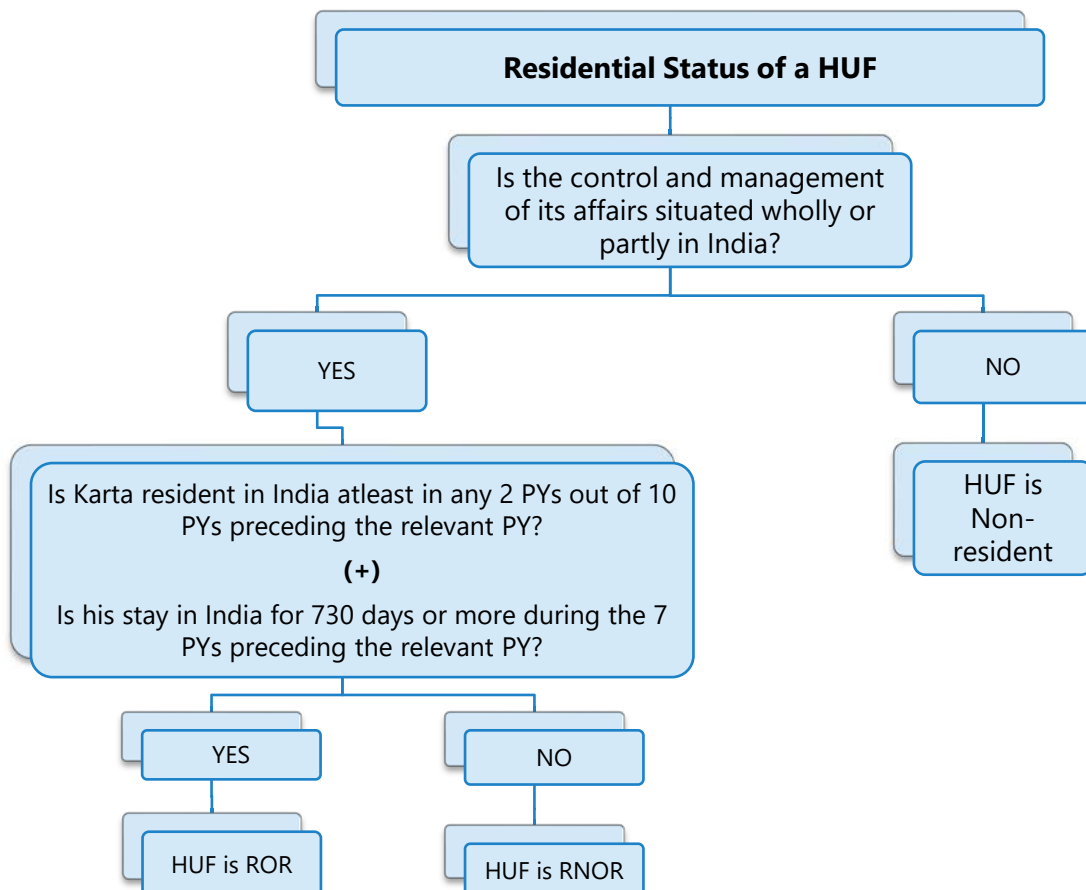 Residential Status of a HUF
Is the control and management
of its affairs situated wholly or
partly in India?
YES
NO
Is Karta resident in India atleast in any 2 PYs out of 10
PYs preceding the relevant PY?
(+)
Is his stay in India for 730 days or more during the 7
PYs preceding the relevant PY?
HUF is
Non-
resident
YES
NO
HUF is ROR
HUF is RNOR